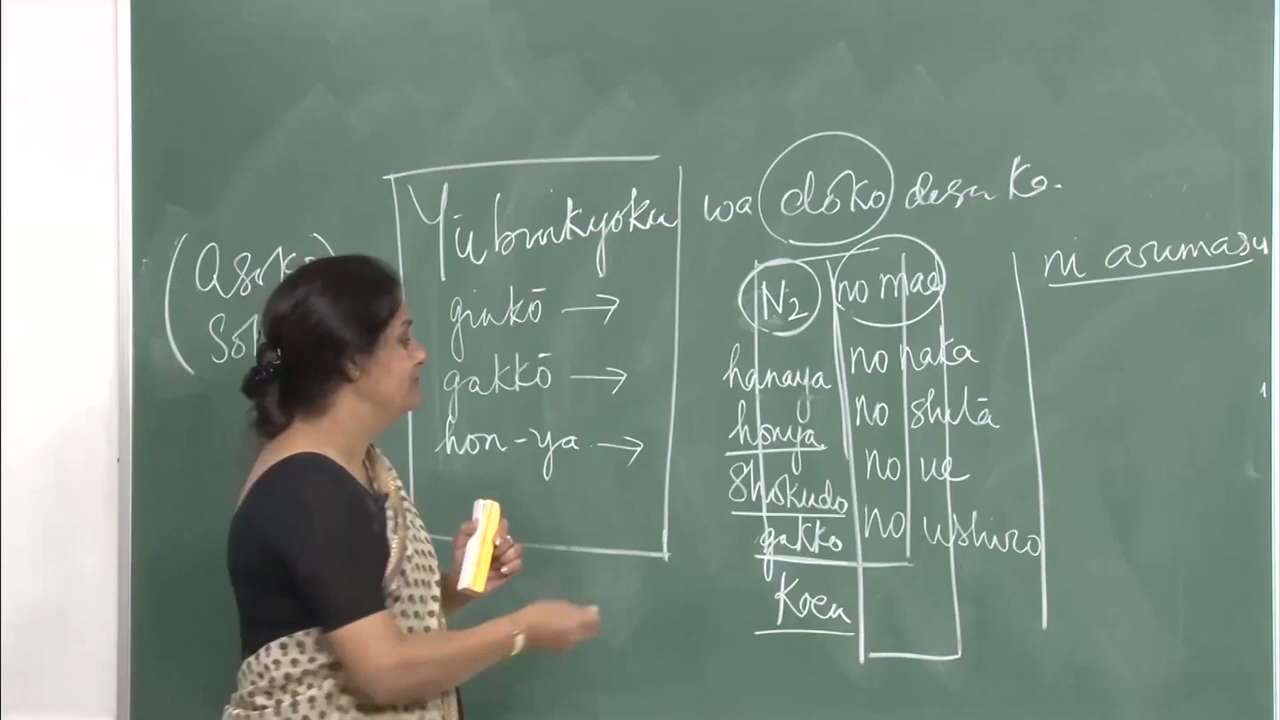 Yūbinkyoku wa doko desu ka.
(Asoko)
ginkō →
gakkō →
hon-ya →
N2 no mae
hanaya no naka
honya no shita
Shokudo no ue
gakko no ushiro
Koen
ni arimasu